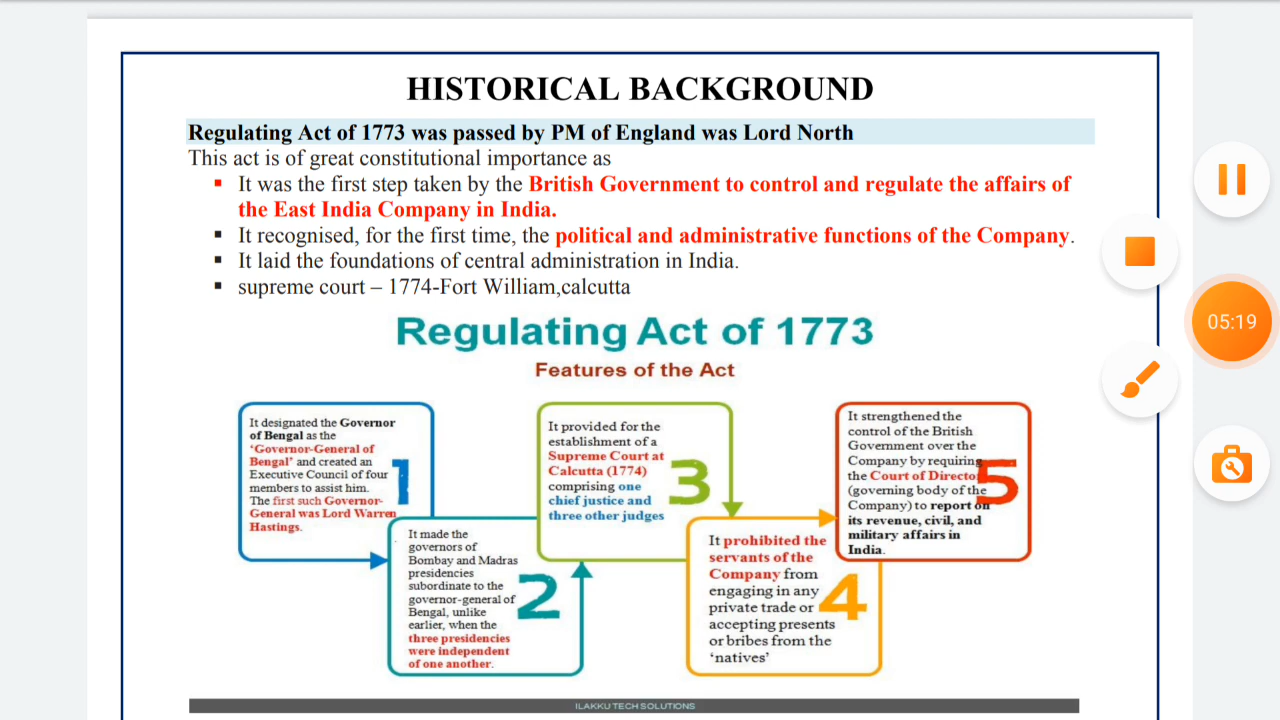 HISTORICAL BACKGROUND
Regulating Act of 1773 was passed by PM of England was Lord North
This act is of great constitutional importance as
▪ It was the first step taken by the British Government to control and regulate the affairs of
the East India Company in India.
▪ It recognised, for the first time, the political and administrative functions of the Company.
▪ It laid the foundations of central administration in India.
▪ supreme court – 1774-Fort William,calcutta
Regulating Act of 1773
Features of the Act
It designated the Governor
of Bengal as the
‘Governor-General of
Bengal’ and created an
Executive Council of four
members to assist him.
The first such Governor-
General was Lord Warren
Hastings.
1
It made the
governors of
Bombay and Madras
presidencies
subordinate to the
governor-general of
Bengal, unlike
earlier, when the
three presidencies
were independent
of one another.
2
It provided for the
establishment of a
Supreme Court at
Calcutta (1774)
comprising one
chief justice and
three other judges
3
It prohibited the
servants of the
Company from
engaging in any
private trade or
accepting presents
or bribes from the
‘natives’
4
It strengthened the
control of the British
Government over the
Company by requiring
the Court of Director
(governing body of the
Company) to report on
its revenue, civil, and
military affairs in
India.
5
05:19
ILAKKU TECH SOLUTIONS